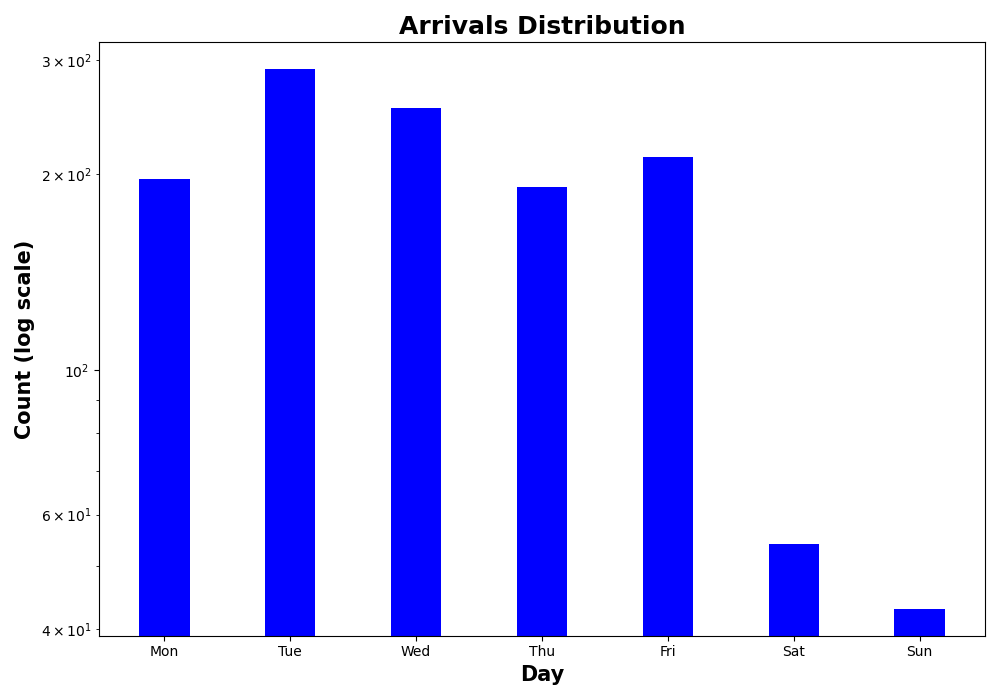 Arrivals Distribution
Count (log scale)
3 × 10²
2 × 10²
10²
6 × 10¹
4 × 10¹
Mon Tue Wed Thu Fri Sat Sun
Day